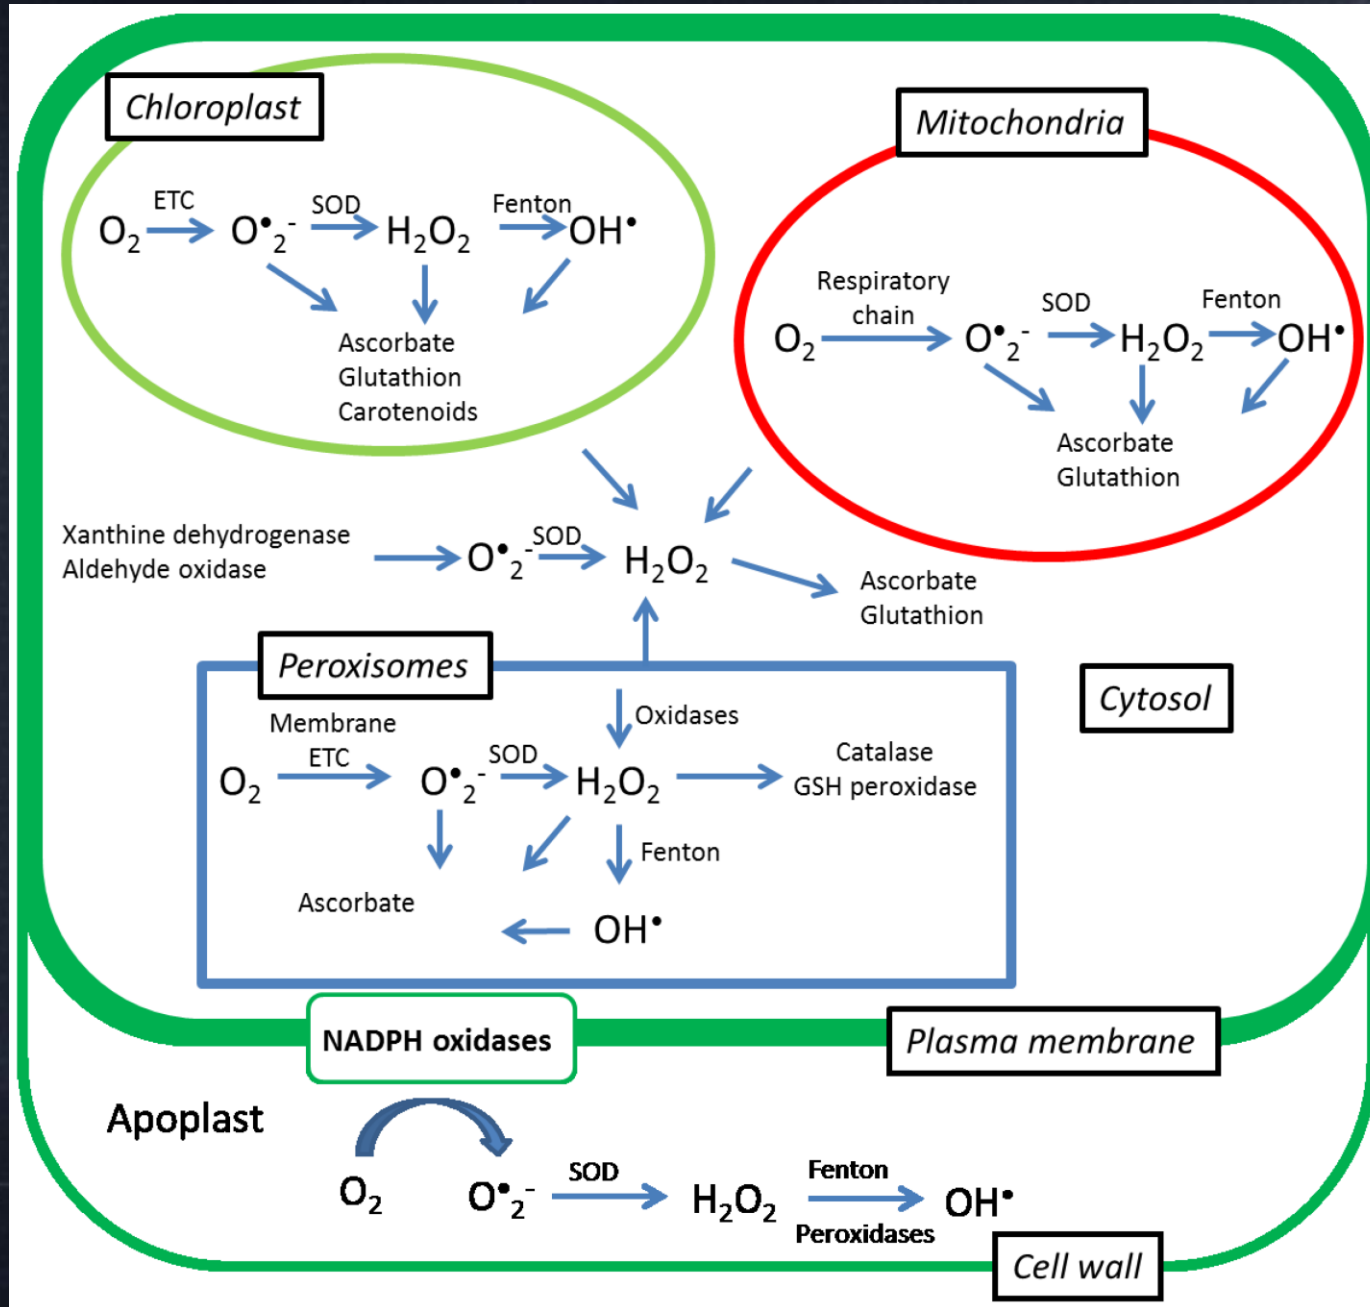 Chloroplast
ETC SOD Fenton
O₂ O•₂⁻ H₂O₂ OH•
Ascorbate
Glutathion
Carotenoids
Mitochondria
Respiratory
chain SOD Fenton
O₂ O•₂⁻ H₂O₂ OH•
Ascorbate
Glutathion
Xanthine dehydrogenase
Aldehyde oxidase
O•₂⁻ SOD H₂O₂
Ascorbate
Glutathion
Peroxisomes
Cytosol
Oxidases
Membrane
ETC SOD
O₂ O•₂⁻ H₂O₂
Catalase
GSH peroxidase
Fenton
Ascorbate
OH•
NADPH oxidases
Plasma membrane
Apoplast
SOD Fenton
O₂ O•₂⁻ H₂O₂ OH•
Peroxidases
Cell wall